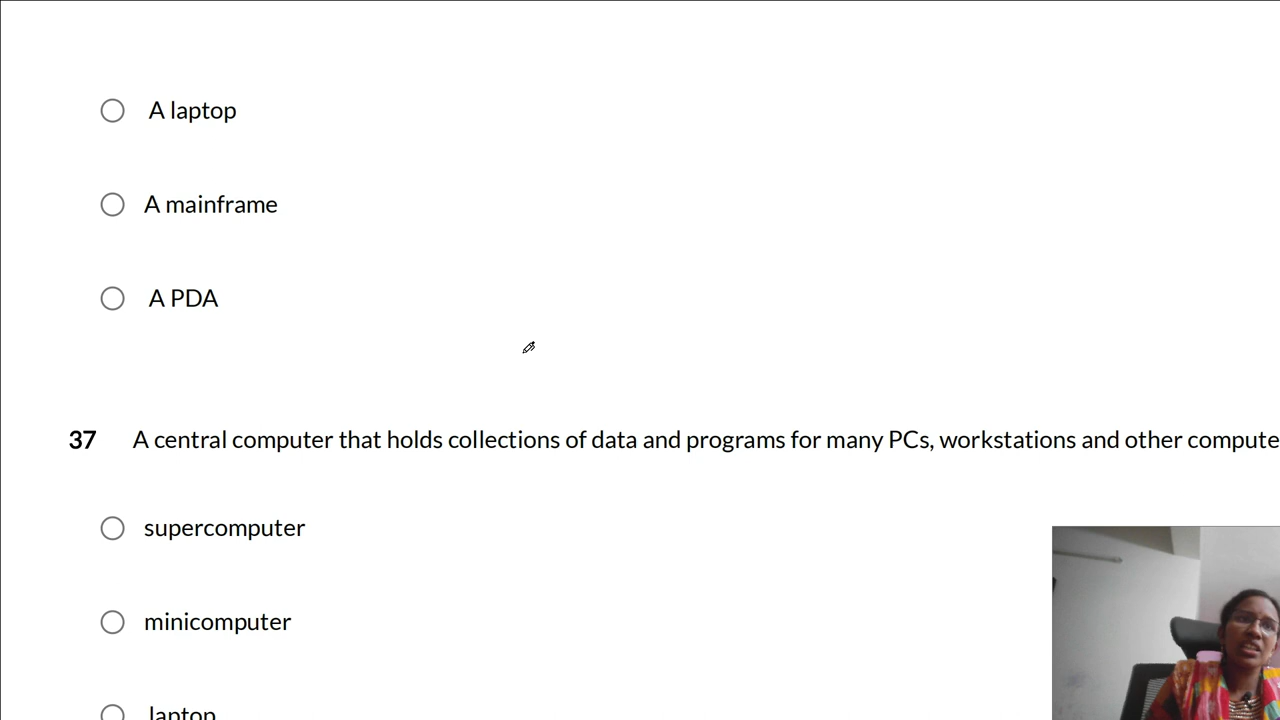 A laptop
A mainframe
A PDA
37 A central computer that holds collections of data and programs for many PCs, workstations and other compute
supercomputer
minicomputer
laptop